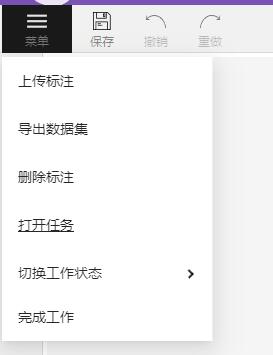 菜单 保存 撤销 重做
上传标注
导出数据集
删除标注
打开任务
切换工作状态
完成工作